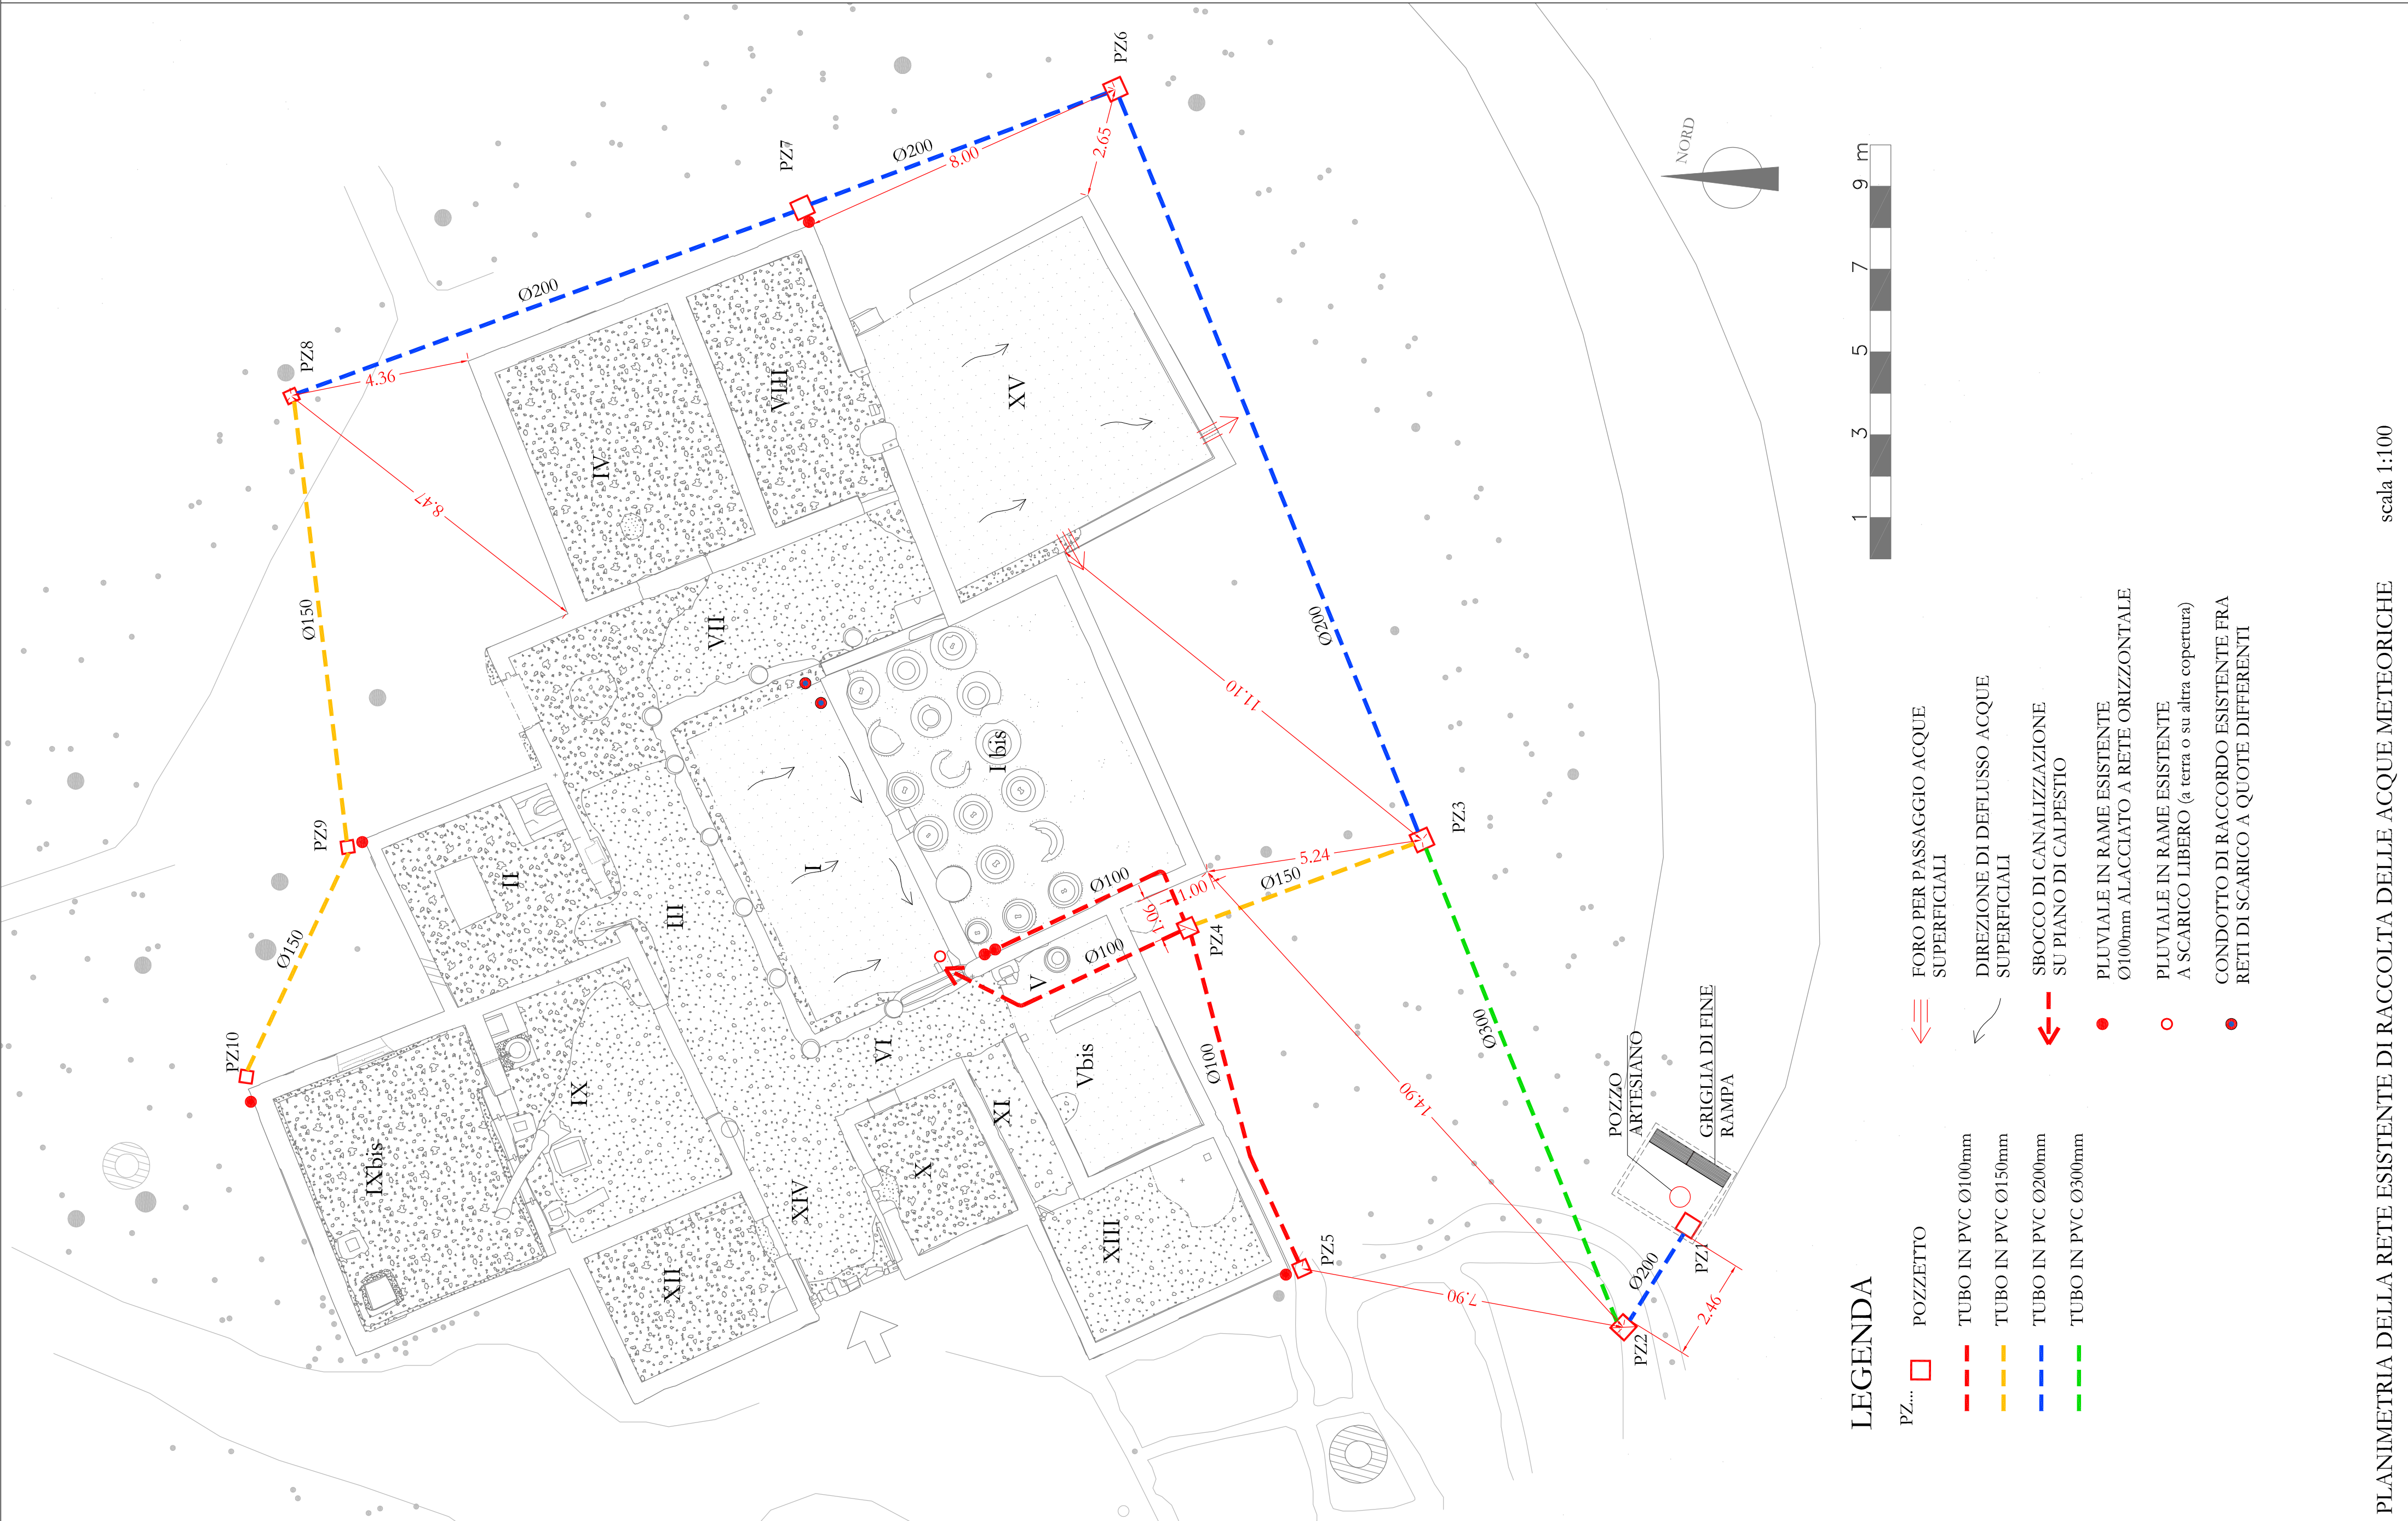 PZ10
PZ9
PZ8
PZ7
PZ6
Ø150
Ø150
Ø200
Ø200
8.00
2.65
4.36
8.47
IXbis
IX
XII
XIV
X
XI
XIII
II
III
VI
I
V
Vbis
VII
I bis
IV
VIII
XV
Ø100
Ø100
1.06
1.00
PZ4
Ø150
5.24
PZ3
Ø200
11.10
Ø100
PZ5
7.90
14.90
Ø300
PZ2
Ø200
PZ1
2.46
POZZO
ARTESIANO
GRIGLIA DI FINE
RAMPA
NORD
1 3 5 7 9 m
LEGENDA
PZ... POZZETTO
TUBO IN PVC Ø100mm
TUBO IN PVC Ø150mm
TUBO IN PVC Ø200mm
TUBO IN PVC Ø300mm
FORO PER PASSAGGIO ACQUE
SUPERFICIALI
DIREZIONE DI DEFLUSSO ACQUE
SUPERFICIALI
SBOCCO DI CANALIZZAZIONE
SU PIANO DI CALPESTIO
PLUVIALE IN RAME ESISTENTE
Ø100mm ALACCIATO A RETE ORIZZONTALE
PLUVIALE IN RAME ESISTENTE
A SCARICO LIBERO (a terra o su altra copertura)
CONDOTTO DI RACCORDO ESISTENTE FRA
RETI DI SCARICO A QUOTE DIFFERENTI
PLANIMETRIA DELLA RETE ESISTENTE DI RACCOLTA DELLE ACQUE METEORICHE
scala 1:100